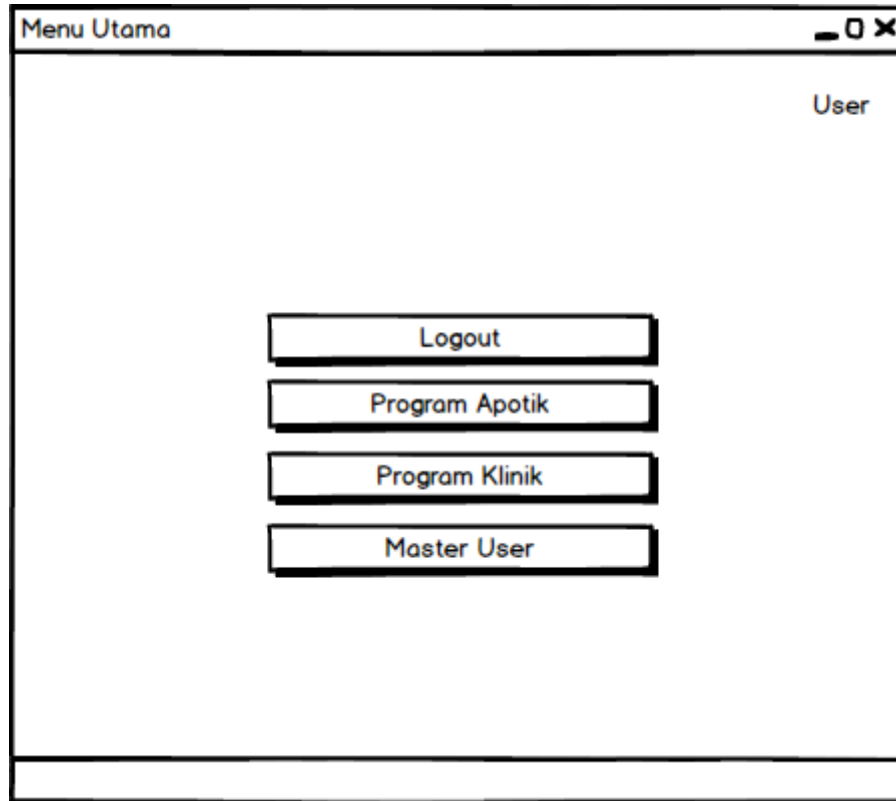 Menu Utama
User
Logout
Program Apotik
Program Klinik
Master User